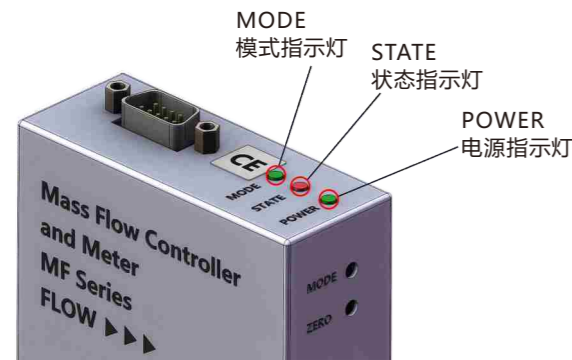 MODE
模式指示灯
STATE
状态指示灯
POWER
电源指示灯
CE
MODE
STATE
POWER
Mass Flow Controller
and Meter
MF Series
FLOW ▶ ▶ ▶
MODE
ZERO